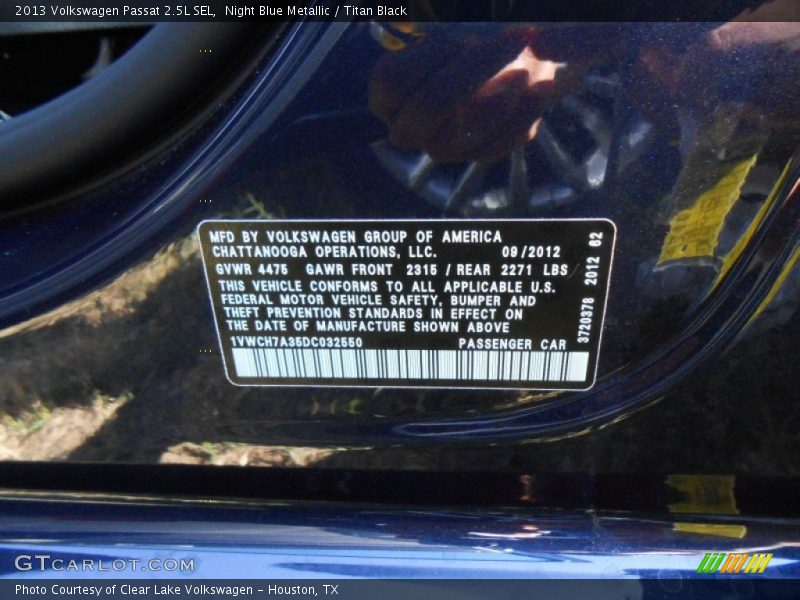 2013 Volkswagen Passat 2.5L SEL,  Night Blue Metallic / Titan Black
MFD BY VOLKSWAGEN GROUP OF AMERICA
CHATTANOOGA OPERATIONS, LLC. 09/2012
GVWR 4475 GAWR FRONT 2315 / REAR 2271 LBS
THIS VEHICLE CONFORMS TO ALL APPLICABLE U.S.
FEDERAL MOTOR VEHICLE SAFETY, BUMPER AND
THEFT PREVENTION STANDARDS IN EFFECT ON
THE DATE OF MANUFACTURE SHOWN ABOVE
1VWCH7A35DC032550 PASSENGER CAR
3720378 2012 62
GTCARLOT.COM
Photo Courtesy of Clear Lake Volkswagen - Houston, TX